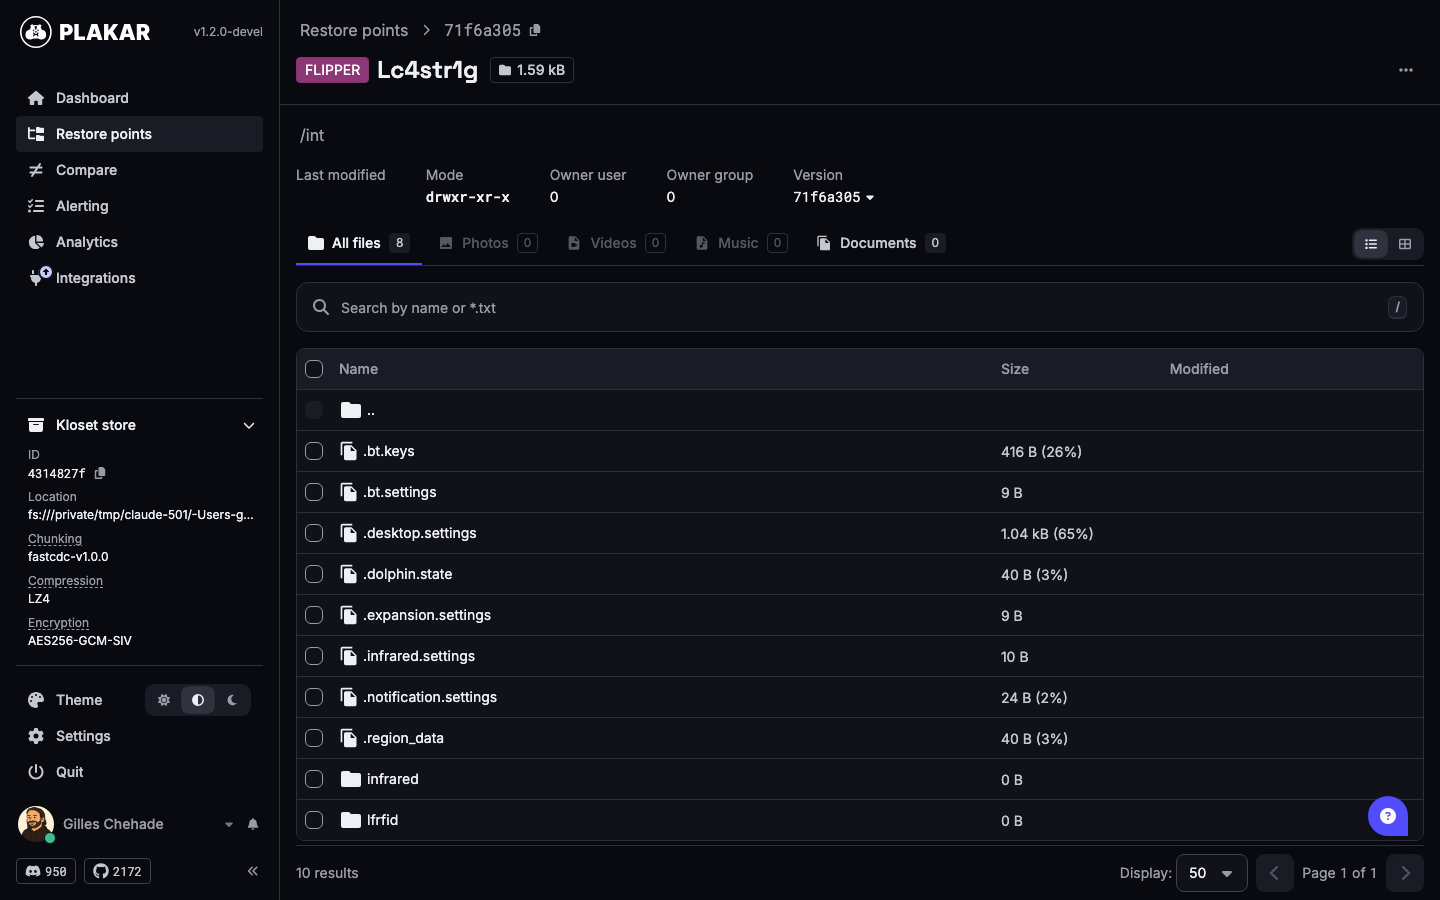 PLAKAR
v1.2.0-devel
Dashboard
Restore points
Compare
Alerting
Analytics
Integrations
Kloset store
ID
4314827f
Location
fs:///private/tmp/claude-501/-Users-g...
Chunking
fastcdc-v1.0.0
Compression
LZ4
Encryption
AES256-GCM-SIV
Theme
Settings
Quit
Gilles Chehade
950
2172
Restore points > 71f6a305
FLIPPER Lc4str1g 1.59 kB
/int
Last modified Mode Owner user Owner group Version
drwxr-xr-x 0 0 71f6a305
All files 8 Photos 0 Videos 0 Music 0 Documents 0
Search by name or *.txt /
Name Size Modified
..
.bt.keys 416 B (26%)
.bt.settings 9 B
.desktop.settings 1.04 kB (65%)
.dolphin.state 40 B (3%)
.expansion.settings 9 B
.infrared.settings 10 B
.notification.settings 24 B (2%)
.region_data 40 B (3%)
infrared 0 B
lfrfid 0 B
?
10 results Display: 50 Page 1 of 1